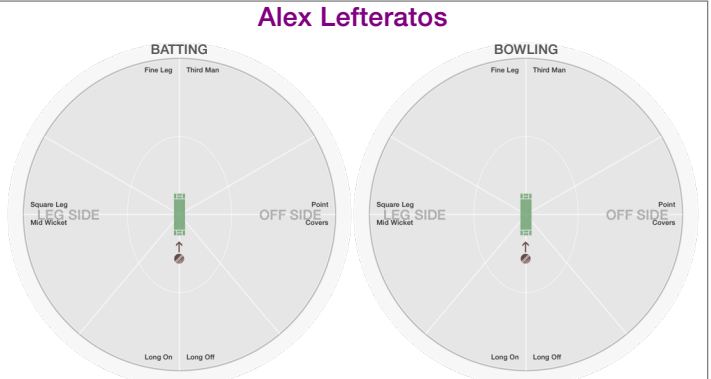 Alex Lefteratos
BATTING
Fine Leg Third Man
Square Leg
LEG SIDE
Mid Wicket
Point
OFF SIDE
Covers
Long On Long Off
BOWLING
Fine Leg Third Man
Square Leg
LEG SIDE
Mid Wicket
Point
OFF SIDE
Covers
Long On Long Off